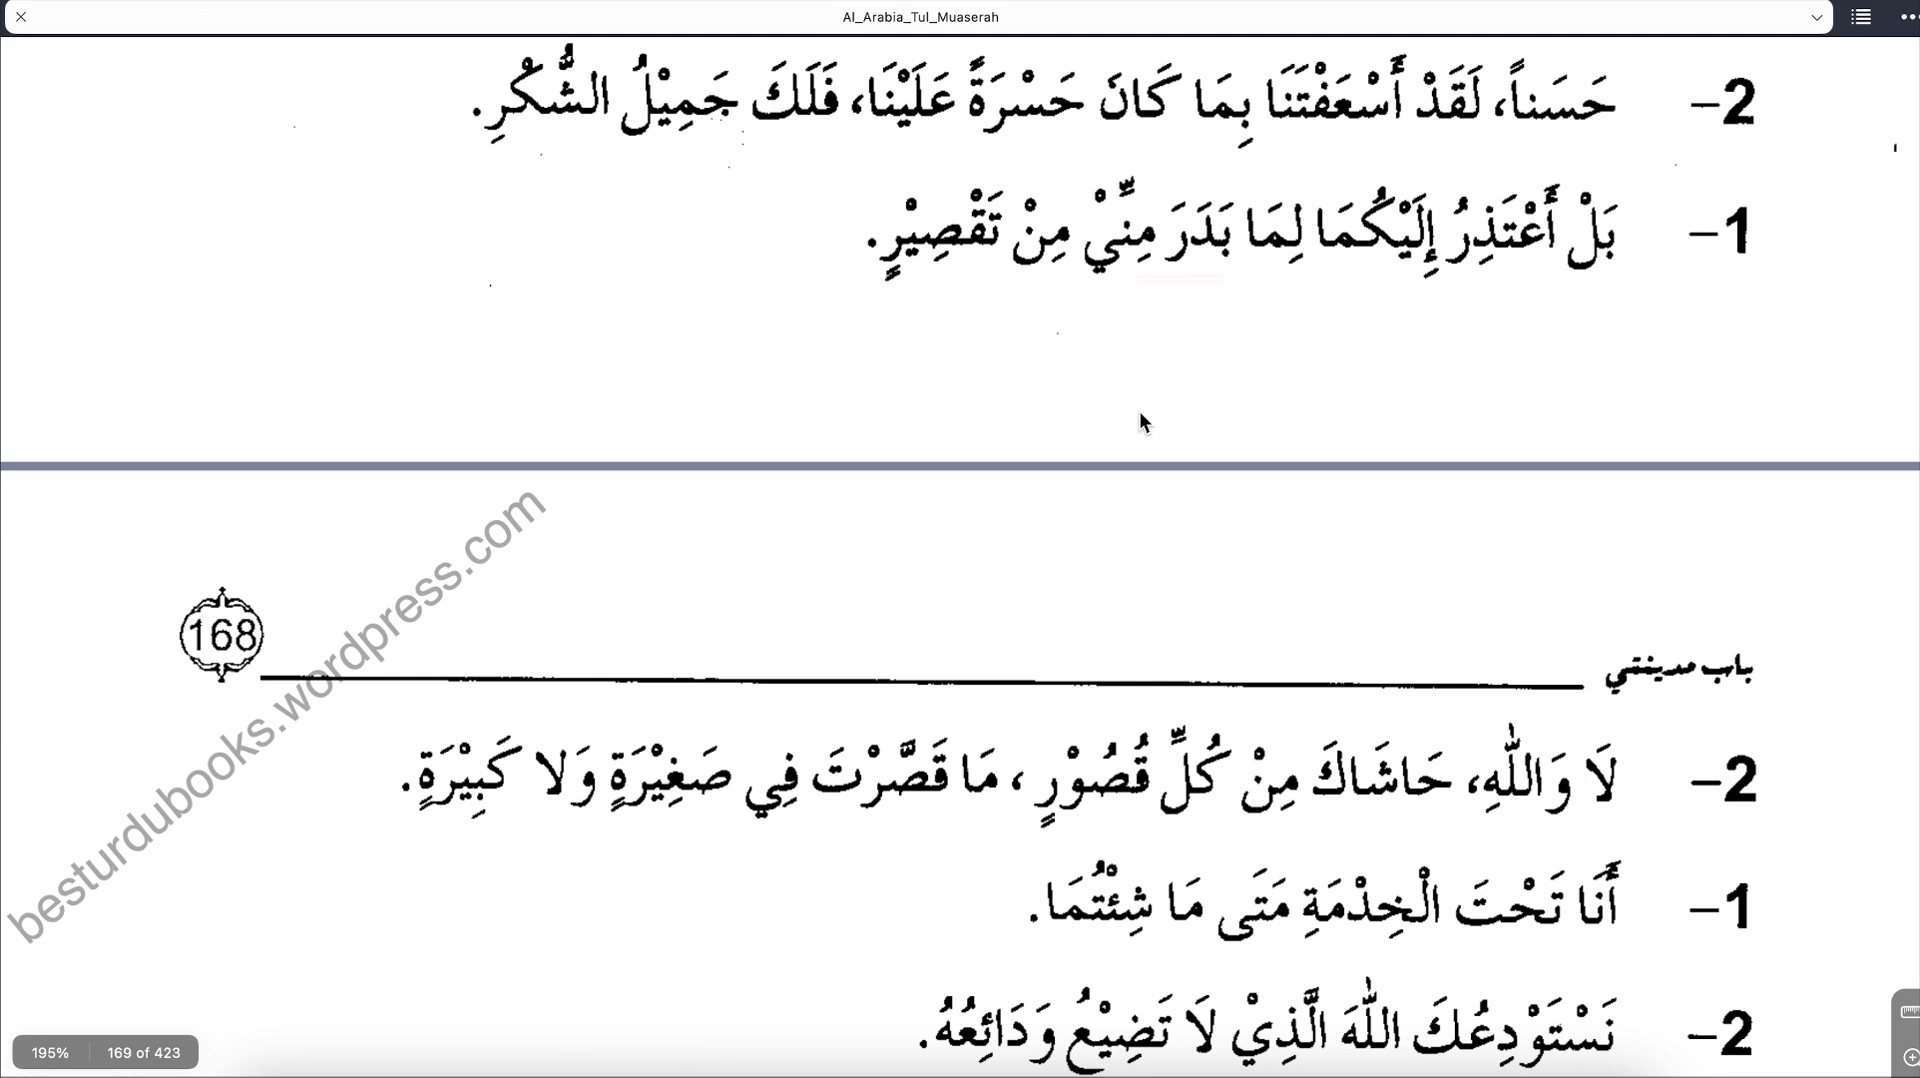 Al_Arabia_Tul_Muaserah
2- حَسَناً، لَقَدْ أَسْعَفْتَنَا بِمَا كَانَ حَسْرَةً عَلَيْنَا، فَلَكَ جَمِيْلُ الشُّكْرِ.
1- بَلْ أَعْتَذِرُ إِلَيْكُمَا لِمَا بَدَرَ مِنِّيْ مِنْ تَقْصِيْرٍ.
168
باب مدينتي
2- لَا وَاللّٰهِ، حَاشَاكَ مِنْ كُلِّ قُصُوْرٍ، مَا قَصَّرْتَ فِي صَغِيْرَةٍ وَلا كَبِيْرَةٍ.
1- أَنَا تَحْتَ الْخِدْمَةِ مَتَى مَا شِئْتُمَا.
2- نَسْتَوْدِعُكَ اللّٰهَ الَّذِيْ لَا تَضِيْعُ وَدَائِعُهُ.
besturdubooks.wordpress.com
195% 169 of 423